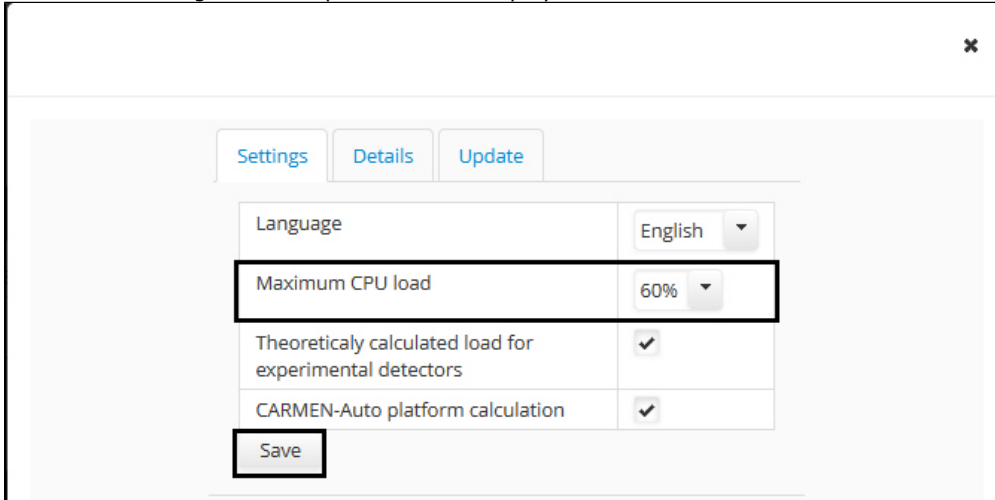 Settings Details Update
Language English
Maximum CPU load 60%
Theoreticaly calculated load for
experimental detectors
CARMEN-Auto platform calculation
Save